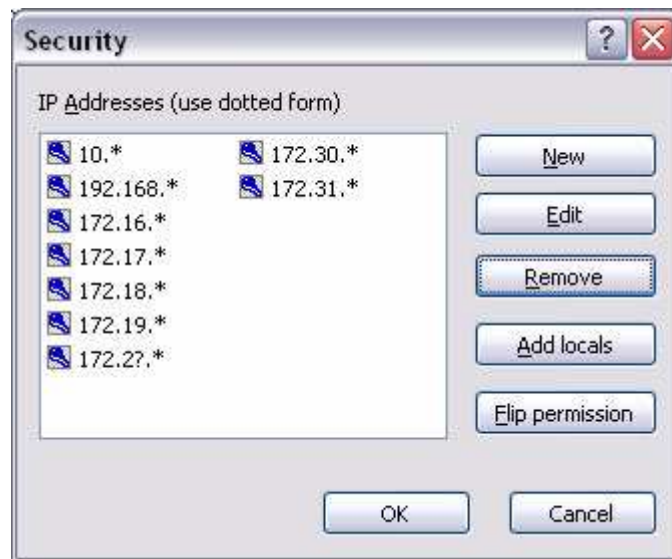 Security
IP Addresses (use dotted form)
10.*
192.168.*
172.16.*
172.17.*
172.18.*
172.19.*
172.2?.*
172.30.*
172.31.*
New
Edit
Remove
Add locals
Flip permission
OK
Cancel